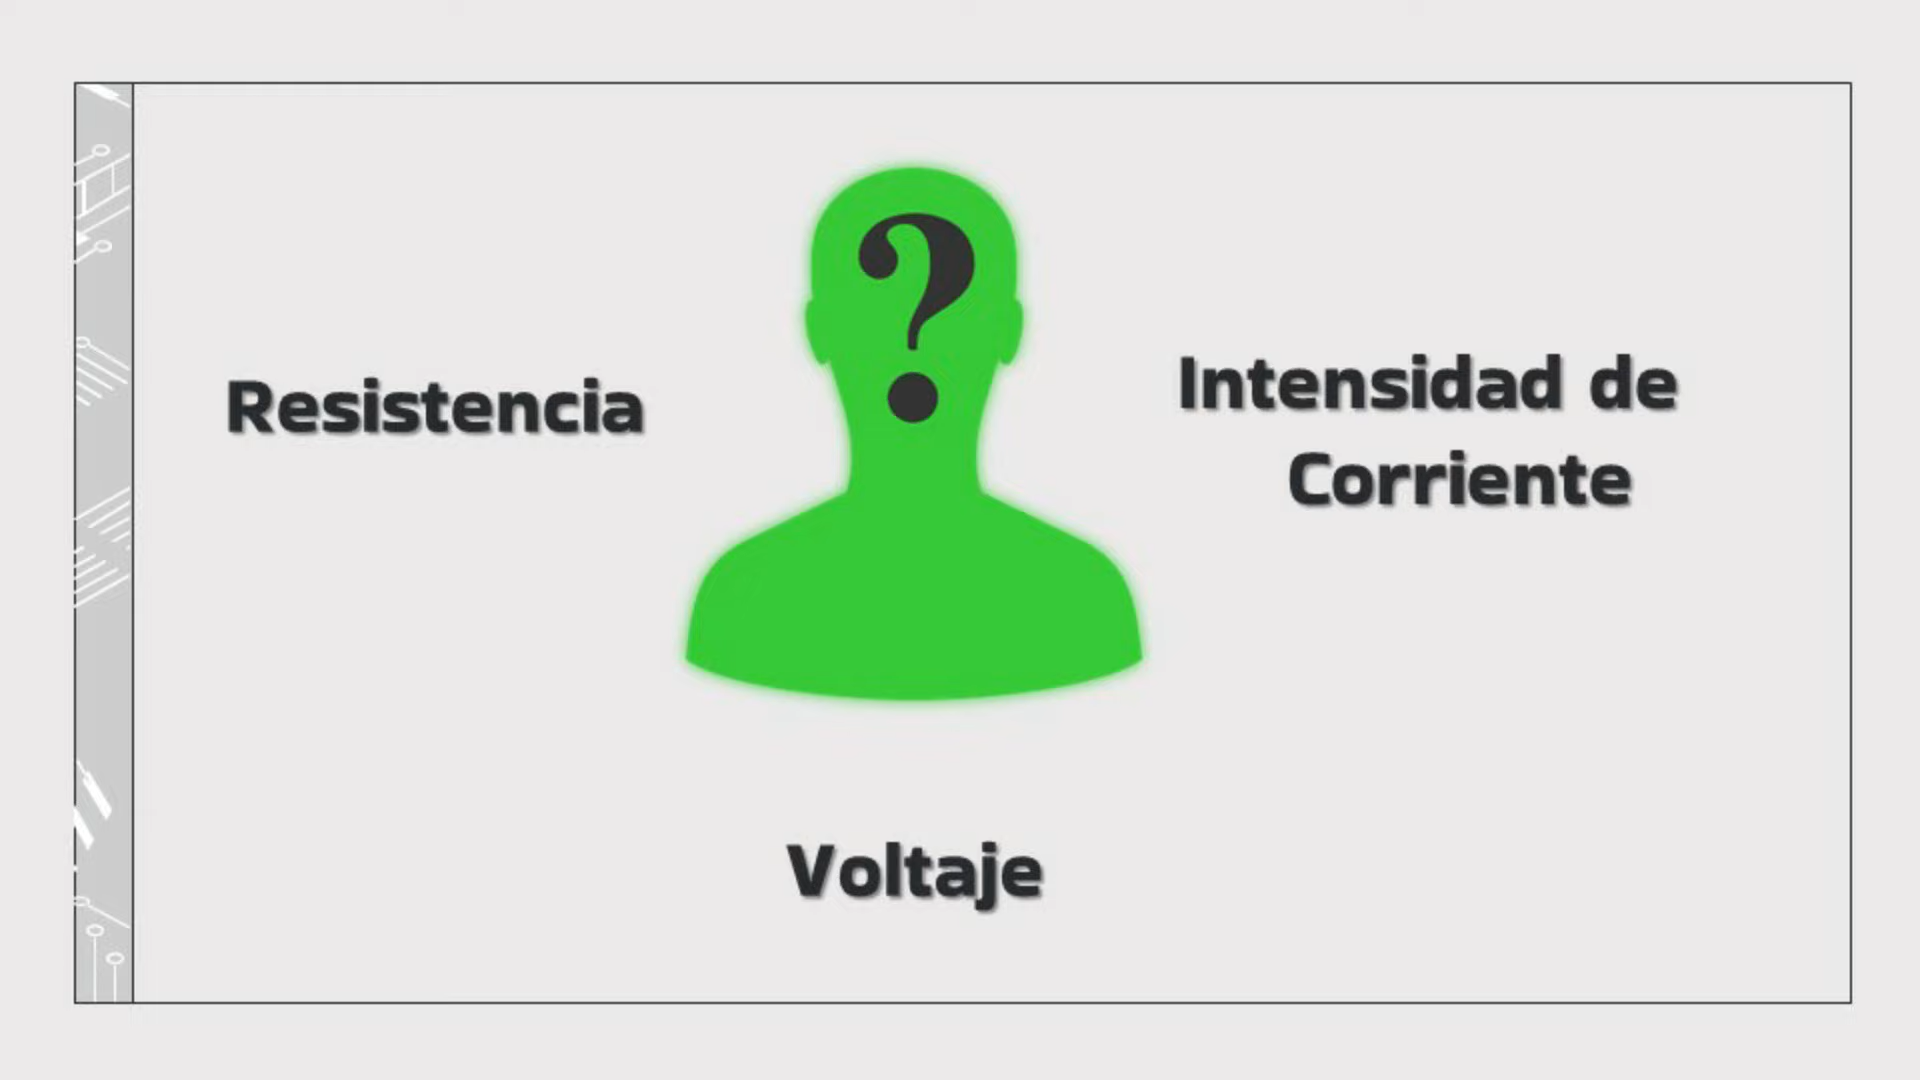 ?
Resistencia
Intensidad de
Corriente
Voltaje